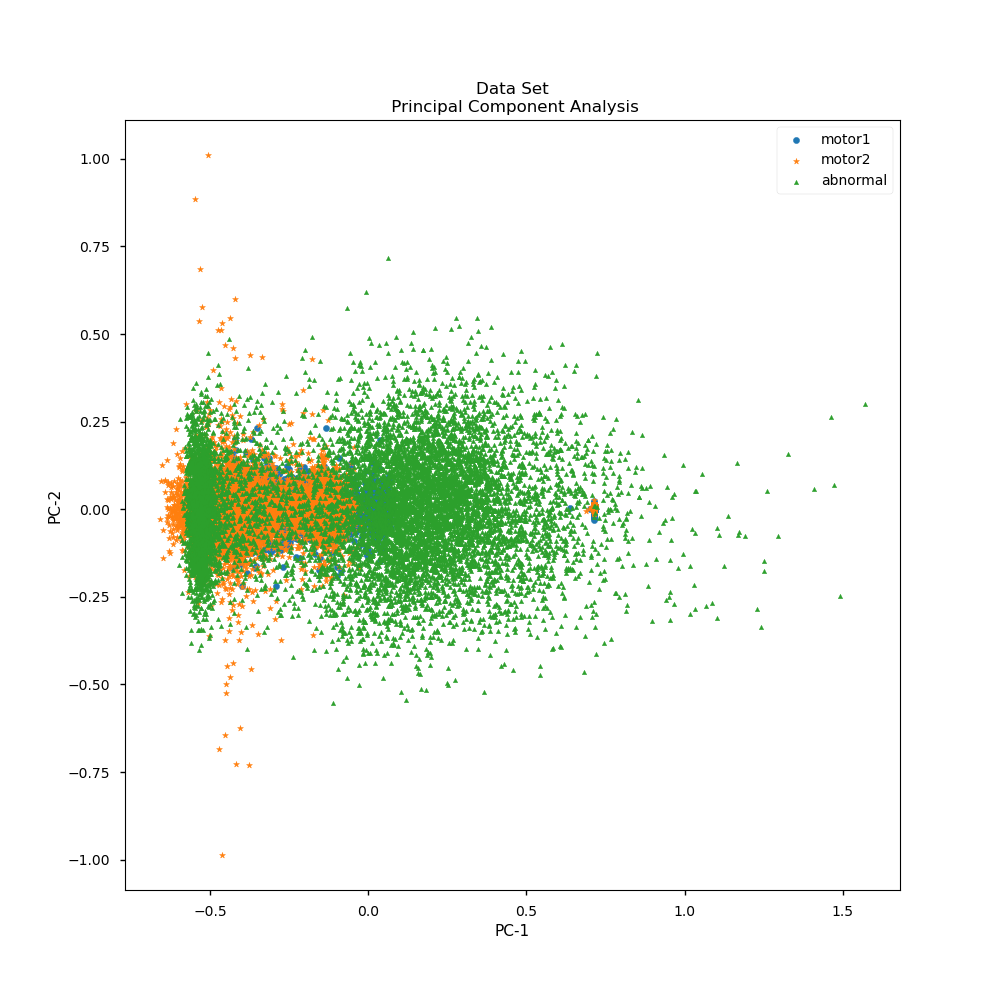 Data Set
Principal Component Analysis
motor1
motor2
abnormal
1.00
0.75
0.50
0.25
0.00
−0.25
−0.50
−0.75
−1.00
PC-2
−0.5
0.0
0.5
1.0
1.5
PC-1